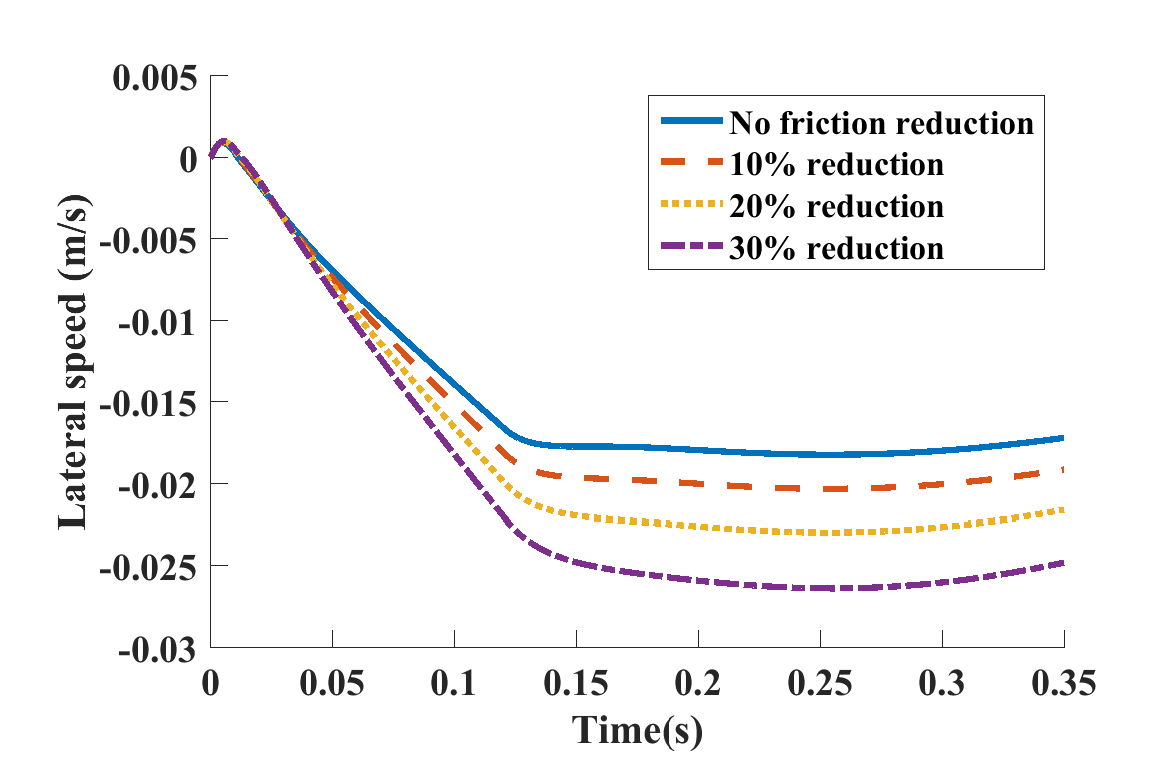 0.005
0
-0.005
-0.01
-0.015
-0.02
-0.025
-0.03
Lateral speed (m/s)
No friction reduction
10% reduction
20% reduction
30% reduction
0 0.05 0.1 0.15 0.2 0.25 0.3 0.35
Time(s)